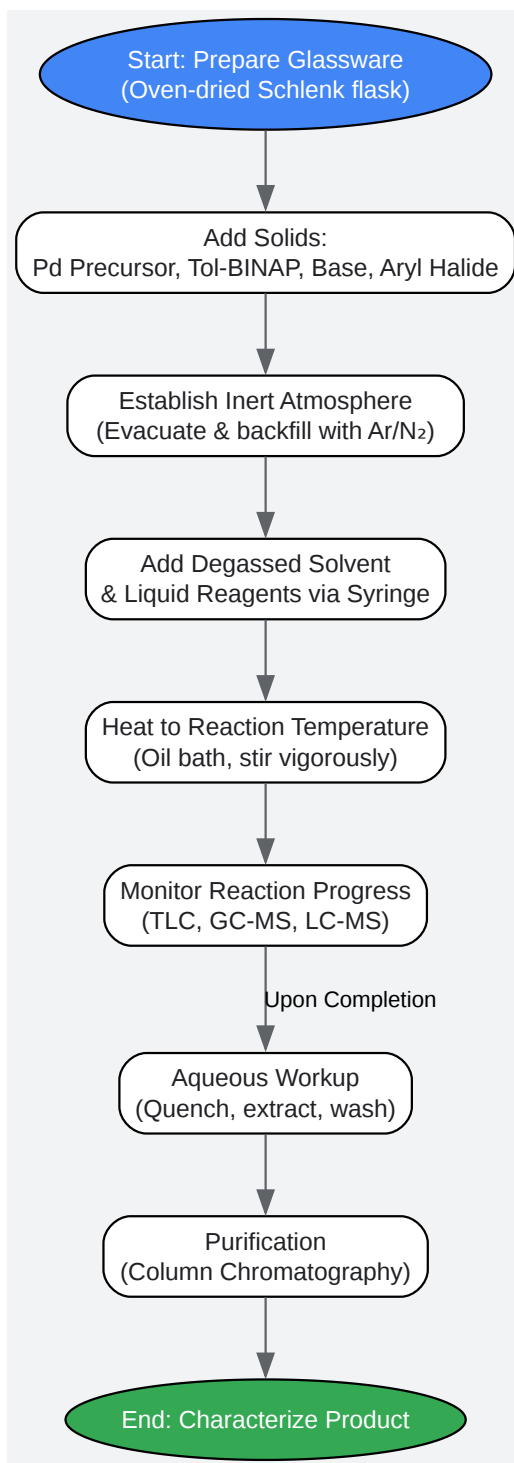 Start: Prepare Glassware
(Oven-dried Schlenk flask)
Add Solids:
Pd Precursor, Tol-BINAP, Base, Aryl Halide
Establish Inert Atmosphere
(Evacuate & backfill with Ar/N₂)
Add Degassed Solvent
& Liquid Reagents via Syringe
Heat to Reaction Temperature
(Oil bath, stir vigorously)
Monitor Reaction Progress
(TLC, GC-MS, LC-MS)
Upon Completion
Aqueous Workup
(Quench, extract, wash)
Purification
(Column Chromatography)
End: Characterize Product